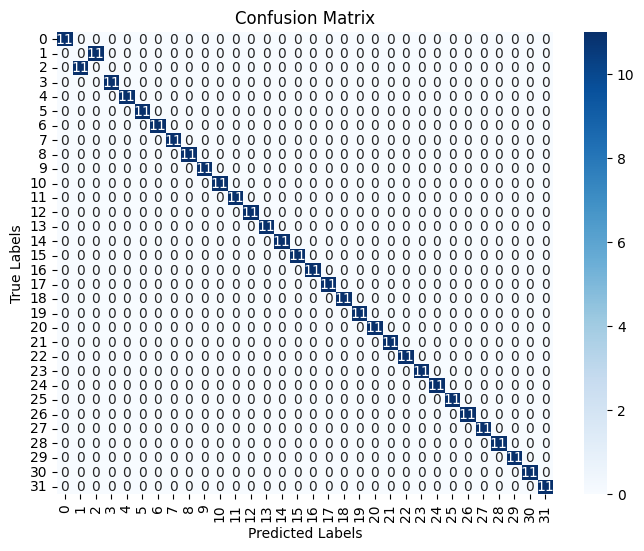 Confusion Matrix
0 11 0 0 0 0 0 0 0 0 0 0 0 0 0 0 0 0 0 0 0 0 0 0 0 0 0 0 0 0 0 0 0
1 0 0 11 0 0 0 0 0 0 0 0 0 0 0 0 0 0 0 0 0 0 0 0 0 0 0 0 0 0 0 0 0
2 0 11 0 0 0 0 0 0 0 0 0 0 0 0 0 0 0 0 0 0 0 0 0 0 0 0 0 0 0 0 0 0
3 0 0 0 11 0 0 0 0 0 0 0 0 0 0 0 0 0 0 0 0 0 0 0 0 0 0 0 0 0 0 0 0
4 0 0 0 0 11 0 0 0 0 0 0 0 0 0 0 0 0 0 0 0 0 0 0 0 0 0 0 0 0 0 0 0
5 0 0 0 0 0 11 0 0 0 0 0 0 0 0 0 0 0 0 0 0 0 0 0 0 0 0 0 0 0 0 0 0
6 0 0 0 0 0 0 11 0 0 0 0 0 0 0 0 0 0 0 0 0 0 0 0 0 0 0 0 0 0 0 0 0
7 0 0 0 0 0 0 0 11 0 0 0 0 0 0 0 0 0 0 0 0 0 0 0 0 0 0 0 0 0 0 0 0
8 0 0 0 0 0 0 0 0 11 0 0 0 0 0 0 0 0 0 0 0 0 0 0 0 0 0 0 0 0 0 0 0
9 0 0 0 0 0 0 0 0 0 11 0 0 0 0 0 0 0 0 0 0 0 0 0 0 0 0 0 0 0 0 0 0
10 0 0 0 0 0 0 0 0 0 0 11 0 0 0 0 0 0 0 0 0 0 0 0 0 0 0 0 0 0 0 0 0
11 0 0 0 0 0 0 0 0 0 0 0 11 0 0 0 0 0 0 0 0 0 0 0 0 0 0 0 0 0 0 0 0
12 0 0 0 0 0 0 0 0 0 0 0 0 11 0 0 0 0 0 0 0 0 0 0 0 0 0 0 0 0 0 0 0
13 0 0 0 0 0 0 0 0 0 0 0 0 0 11 0 0 0 0 0 0 0 0 0 0 0 0 0 0 0 0 0 0
14 0 0 0 0 0 0 0 0 0 0 0 0 0 0 11 0 0 0 0 0 0 0 0 0 0 0 0 0 0 0 0 0
15 0 0 0 0 0 0 0 0 0 0 0 0 0 0 0 11 0 0 0 0 0 0 0 0 0 0 0 0 0 0 0 0
16 0 0 0 0 0 0 0 0 0 0 0 0 0 0 0 0 11 0 0 0 0 0 0 0 0 0 0 0 0 0 0 0
17 0 0 0 0 0 0 0 0 0 0 0 0 0 0 0 0 0 11 0 0 0 0 0 0 0 0 0 0 0 0 0 0
18 0 0 0 0 0 0 0 0 0 0 0 0 0 0 0 0 0 0 11 0 0 0 0 0 0 0 0 0 0 0 0 0
19 0 0 0 0 0 0 0 0 0 0 0 0 0 0 0 0 0 0 0 11 0 0 0 0 0 0 0 0 0 0 0 0
20 0 0 0 0 0 0 0 0 0 0 0 0 0 0 0 0 0 0 0 0 11 0 0 0 0 0 0 0 0 0 0 0
21 0 0 0 0 0 0 0 0 0 0 0 0 0 0 0 0 0 0 0 0 0 11 0 0 0 0 0 0 0 0 0 0
22 0 0 0 0 0 0 0 0 0 0 0 0 0 0 0 0 0 0 0 0 0 0 11 0 0 0 0 0 0 0 0 0
23 0 0 0 0 0 0 0 0 0 0 0 0 0 0 0 0 0 0 0 0 0 0 0 11 0 0 0 0 0 0 0 0
24 0 0 0 0 0 0 0 0 0 0 0 0 0 0 0 0 0 0 0 0 0 0 0 0 11 0 0 0 0 0 0 0
25 0 0 0 0 0 0 0 0 0 0 0 0 0 0 0 0 0 0 0 0 0 0 0 0 0 11 0 0 0 0 0 0
26 0 0 0 0 0 0 0 0 0 0 0 0 0 0 0 0 0 0 0 0 0 0 0 0 0 0 11 0 0 0 0 0
27 0 0 0 0 0 0 0 0 0 0 0 0 0 0 0 0 0 0 0 0 0 0 0 0 0 0 0 11 0 0 0 0
28 0 0 0 0 0 0 0 0 0 0 0 0 0 0 0 0 0 0 0 0 0 0 0 0 0 0 0 0 11 0 0 0
29 0 0 0 0 0 0 0 0 0 0 0 0 0 0 0 0 0 0 0 0 0 0 0 0 0 0 0 0 0 11 0 0
30 0 0 0 0 0 0 0 0 0 0 0 0 0 0 0 0 0 0 0 0 0 0 0 0 0 0 0 0 0 0 11 0
31 0 0 0 0 0 0 0 0 0 0 0 0 0 0 0 0 0 0 0 0 0 0 0 0 0 0 0 0 0 0 0 11
0 1 2 3 4 5 6 7 8 9 10 11 12 13 14 15 16 17 18 19 20 21 22 23 24 25 26 27 28 29 30 31
Predicted Labels
True Labels
10
8
6
4
2
0